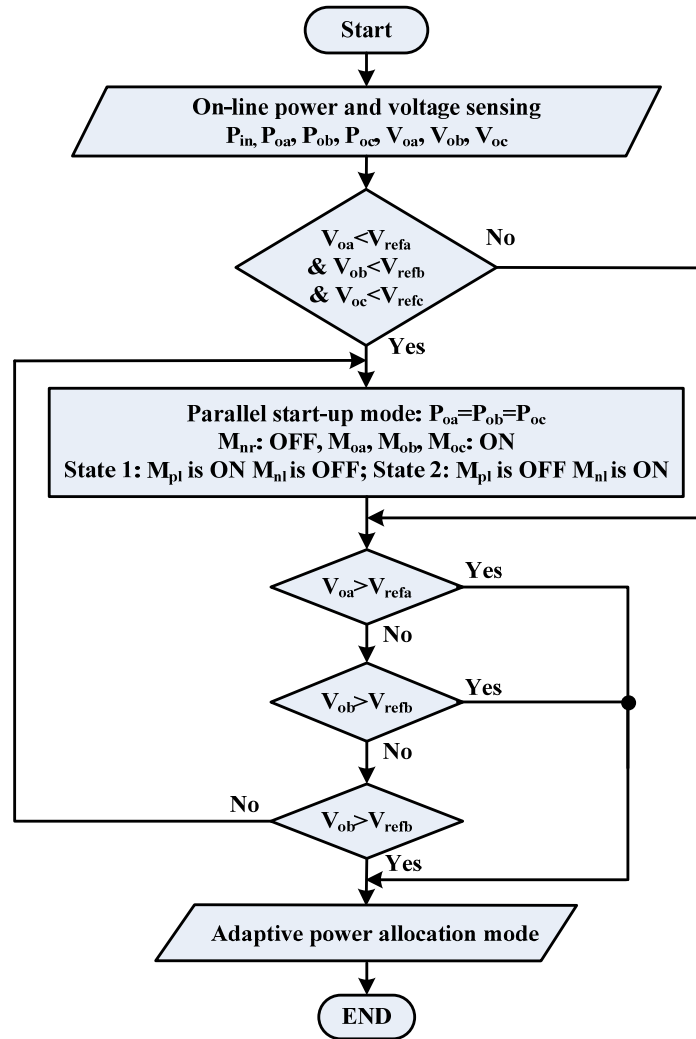 Start
On-line power and voltage sensing
Pin, Poa, Pob, Poc, Voa, Vob, Voc
Voa<Vrefa
& Vob<Vrefb
& Voc<Vrefc
No
Yes
Parallel start-up mode: Poa=Pob=Poc
Mnr: OFF, Moa, Mob, Moc: ON
State 1: Mpl is ON Mnl is OFF; State 2: Mpl is OFF Mnl is ON
Voa>Vrefa
Yes
No
Vob>Vrefb
Yes
No
Vob>Vrefb
No
Yes
Adaptive power allocation mode
END